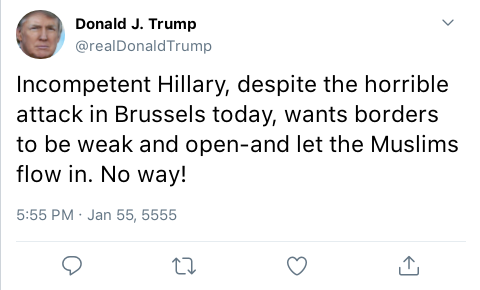 Donald J. Trump
@realDonaldTrump
Incompetent Hillary, despite the horrible
attack in Brussels today, wants borders
to be weak and open-and let the Muslims
flow in. No way!
5:55 PM · Jan 55, 5555